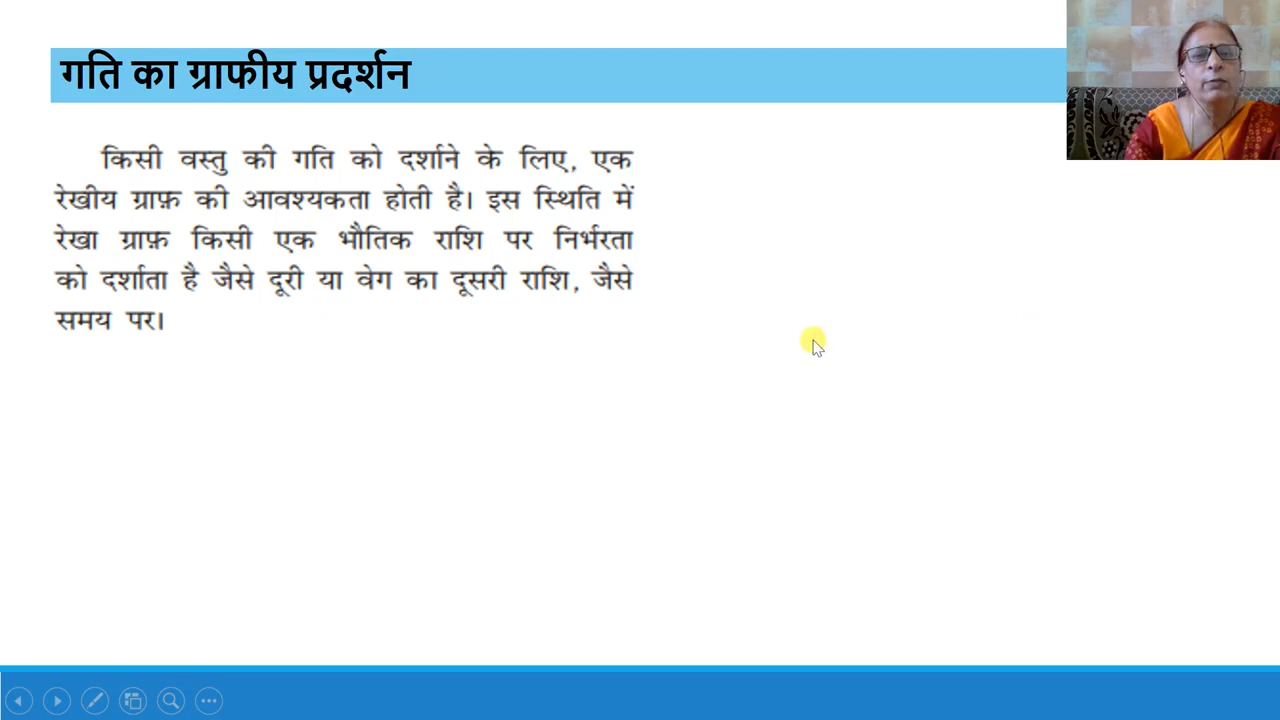 गति का ग्राफीय प्रदर्शन
किसी वस्तु की गति को दर्शाने के लिए, एक
रेखीय ग्राफ़ की आवश्यकता होती है। इस स्थिति में
रेखा ग्राफ़ किसी एक भौतिक राशि पर निर्भरता
को दर्शाता है जैसे दूरी या वेग का दूसरी राशि, जैसे
समय पर।